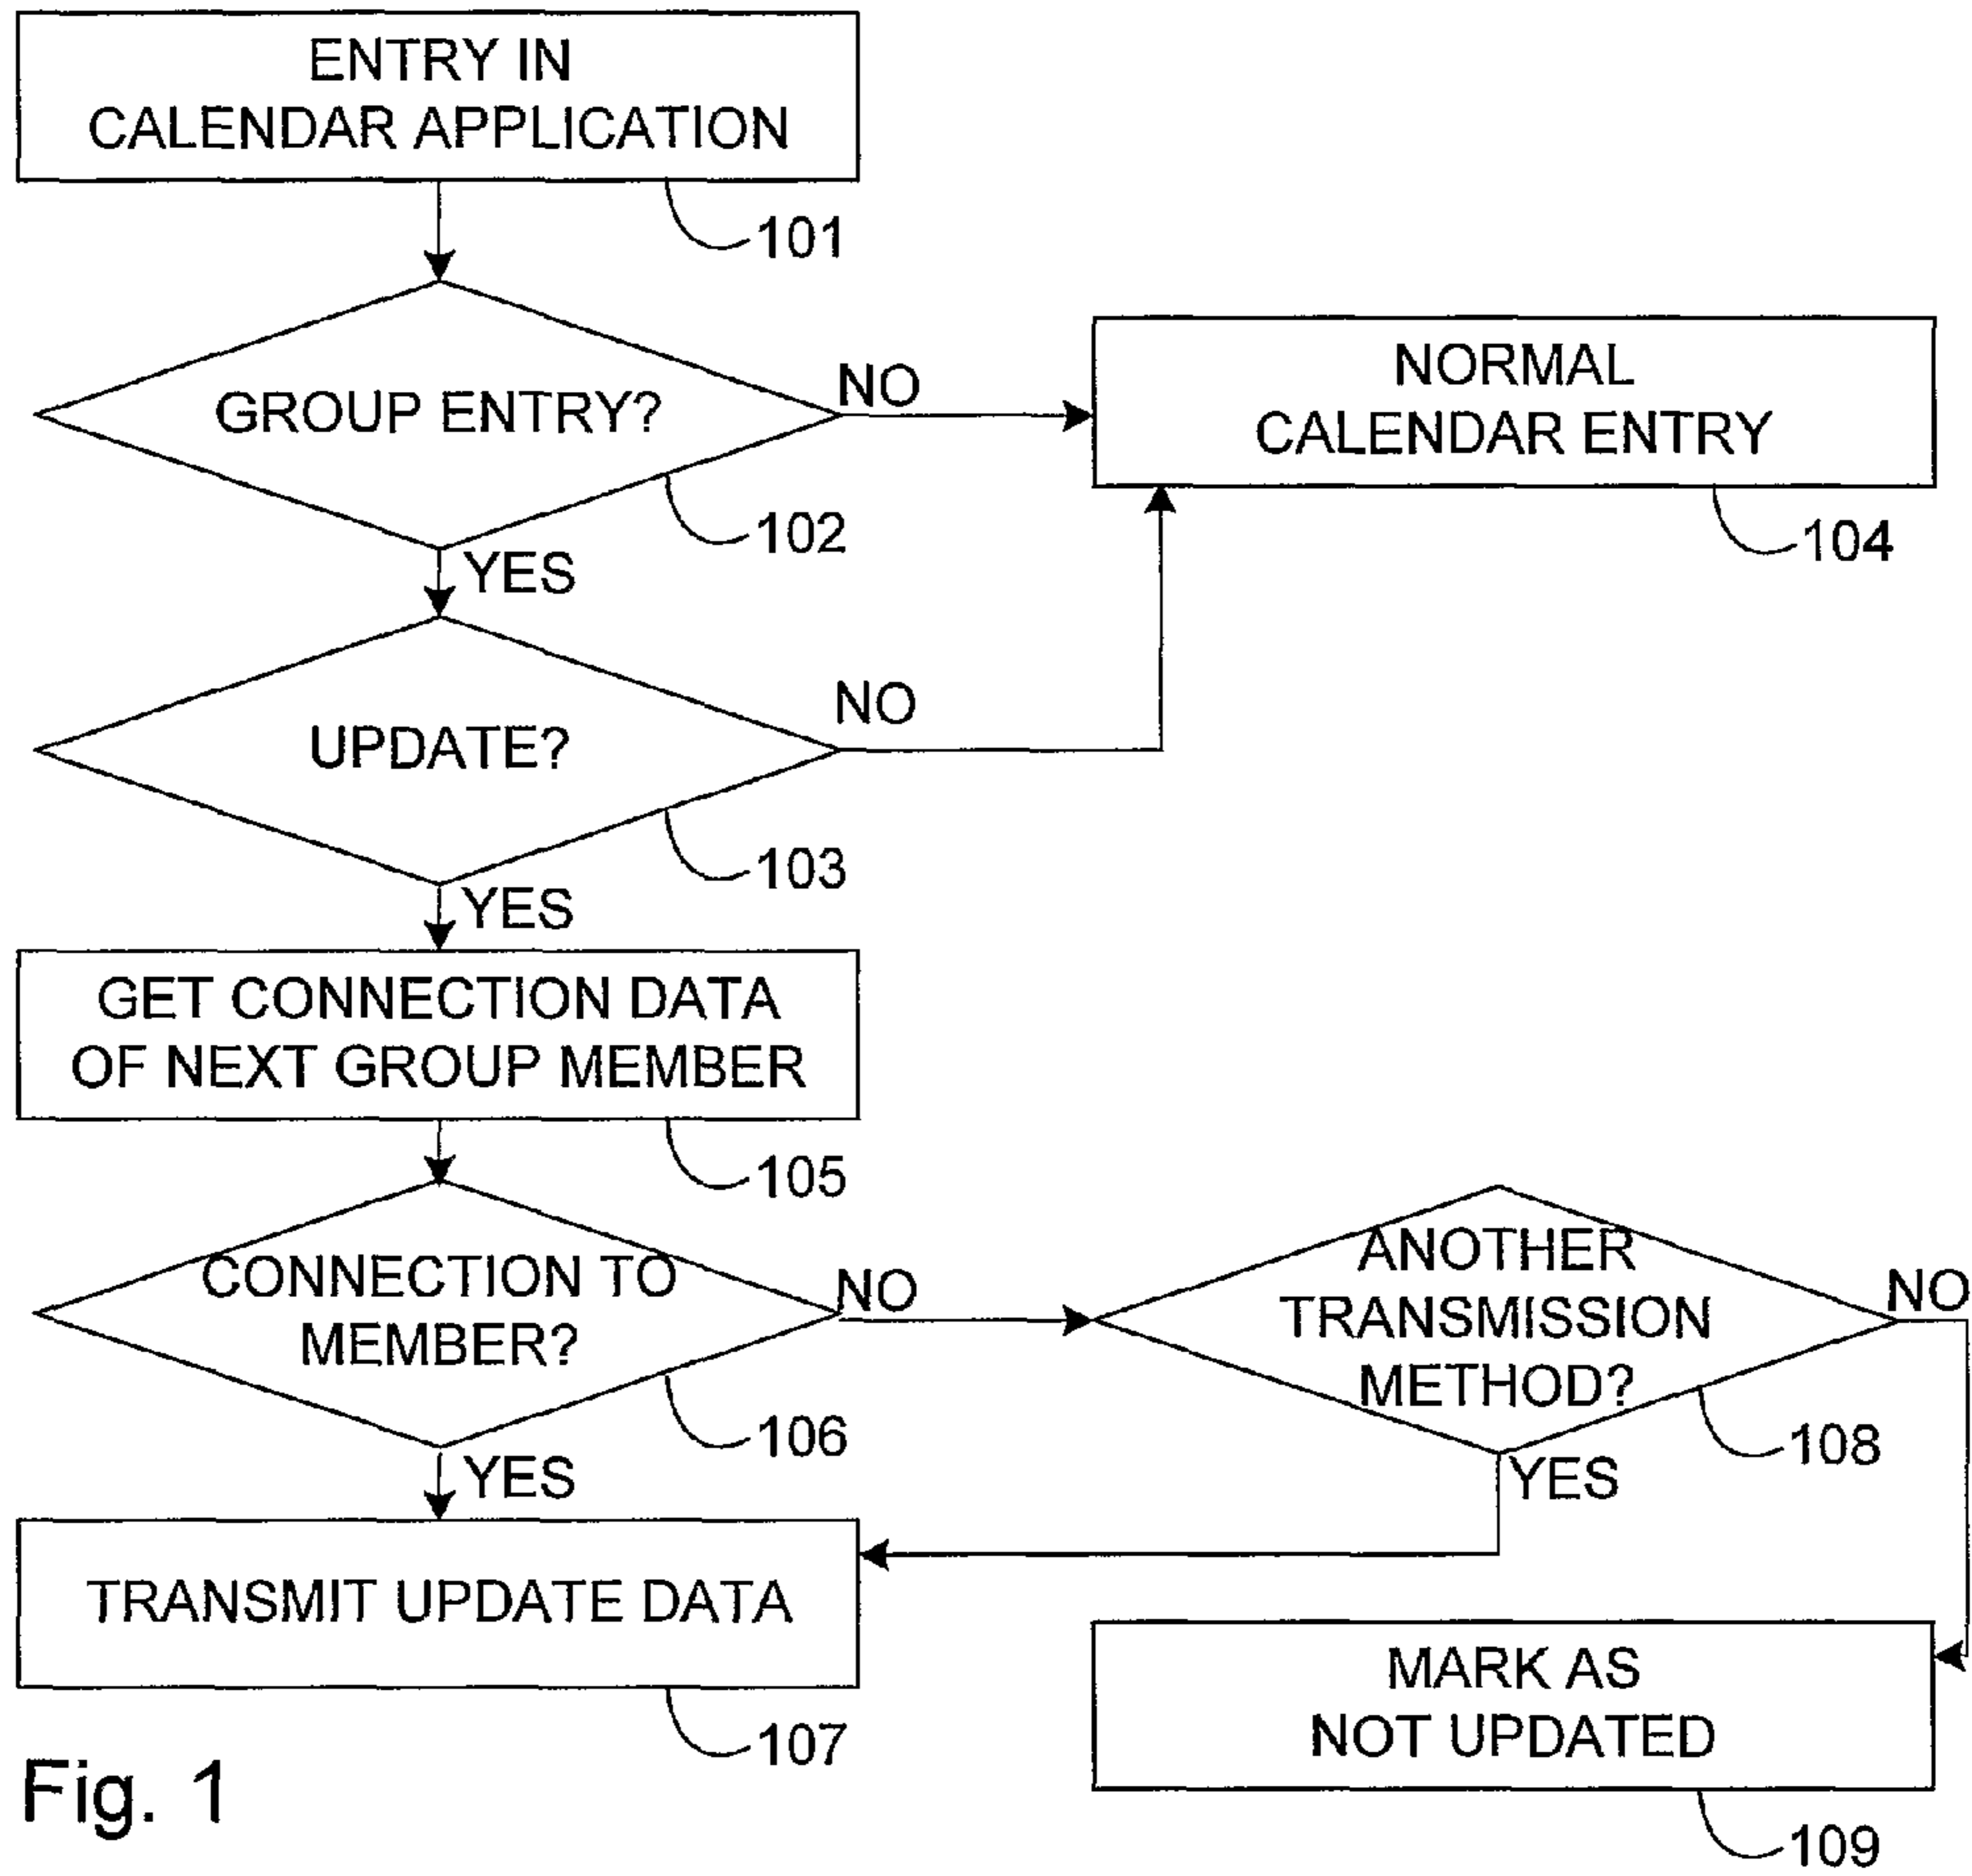 ENTRY IN
CALENDAR APPLICATION
101
GROUP ENTRY?
NO
NORMAL
CALENDAR ENTRY
102
104
YES
UPDATE?
NO
103
YES
GET CONNECTION DATA
OF NEXT GROUP MEMBER
105
CONNECTION TO
MEMBER?
NO
ANOTHER
TRANSMISSION
METHOD?
NO
106
108
YES
YES
TRANSMIT UPDATE DATA
107
MARK AS
NOT UPDATED
109
Fig. 1